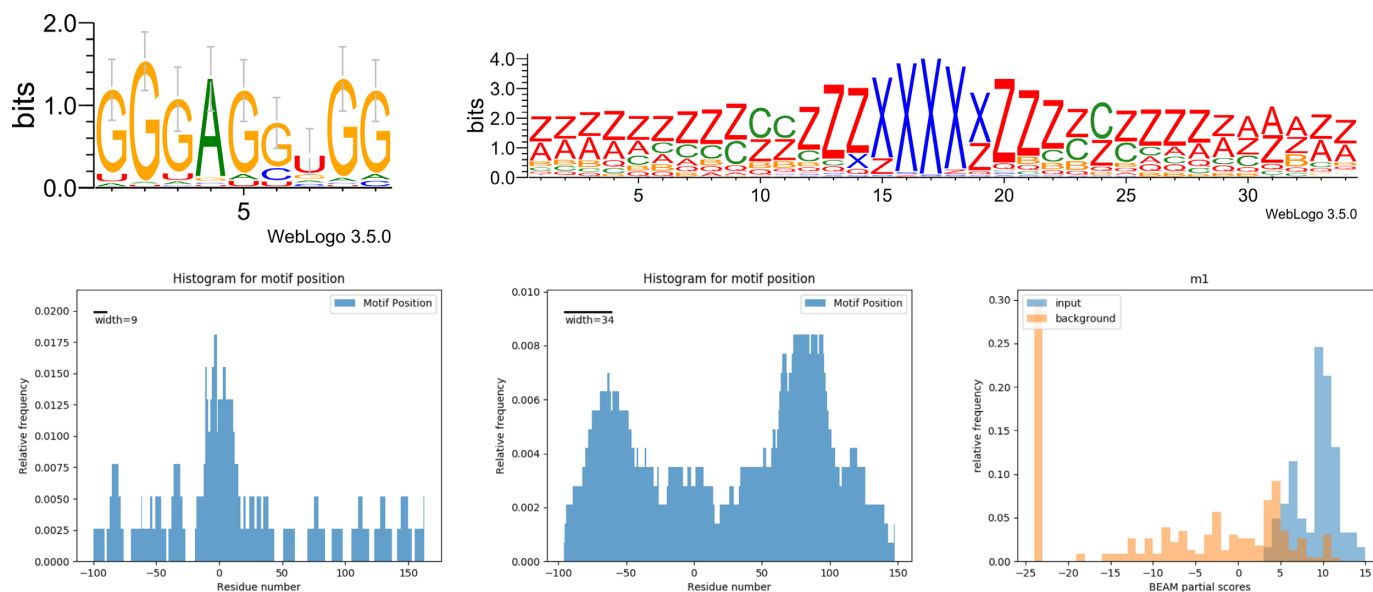 2.0
1.0
0.0
bits
GGGAGGUGG
5
WebLogo 3.5.0
4.0
3.0
2.0
1.0
0.0
bits
ZZZZZZZZZCCZZZXXXXXZZZZCZZZZZAAAZZ
5 10 15 20 25 30
WebLogo 3.5.0
Histogram for motif position
Motif Position
width=9
0.0200
0.0175
0.0150
0.0125
0.0100
0.0075
0.0050
0.0025
0.0000
Relative frequency
−100 −50 0 50 100 150
Residue number
Histogram for motif position
Motif Position
width=34
0.010
0.008
0.006
0.004
0.002
0.000
Relative frequency
−100 −50 0 50 100 150
Residue number
m1
input
background
0.30
0.25
0.20
0.15
0.10
0.05
0.00
relative frequency
−25 −20 −15 −10 −5 0 5 10 15
BEAM partial scores